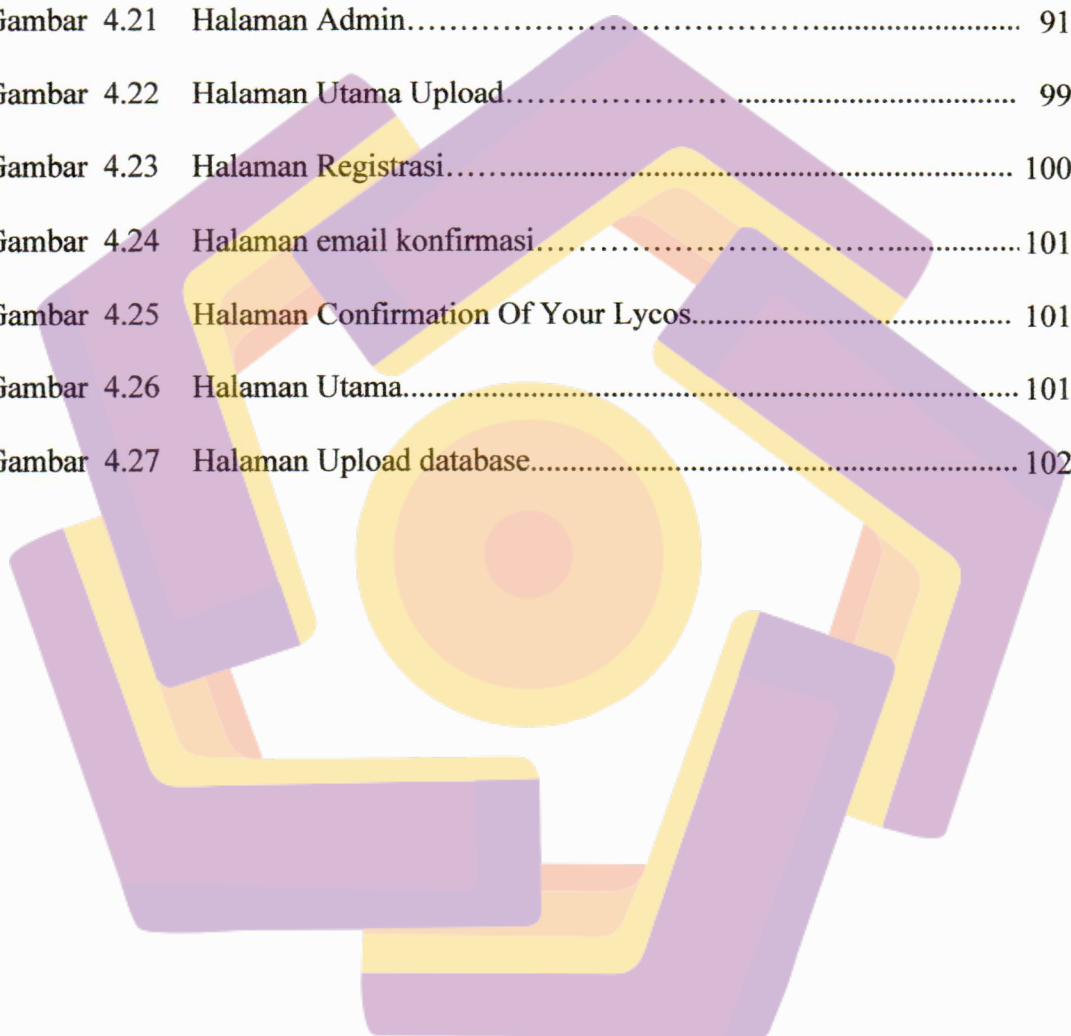 Gambar 4.21 Halaman Admin........................................................ 91
Gambar 4.22 Halaman Utama Upload........................................................ 99
Gambar 4.23 Halaman Registrasi........................................................ 100
Gambar 4.24 Halaman email konfirmasi........................................................ 101
Gambar 4.25 Halaman Confirmation Of Your Lycos........................................................ 101
Gambar 4.26 Halaman Utama........................................................ 101
Gambar 4.27 Halaman Upload database........................................................ 102